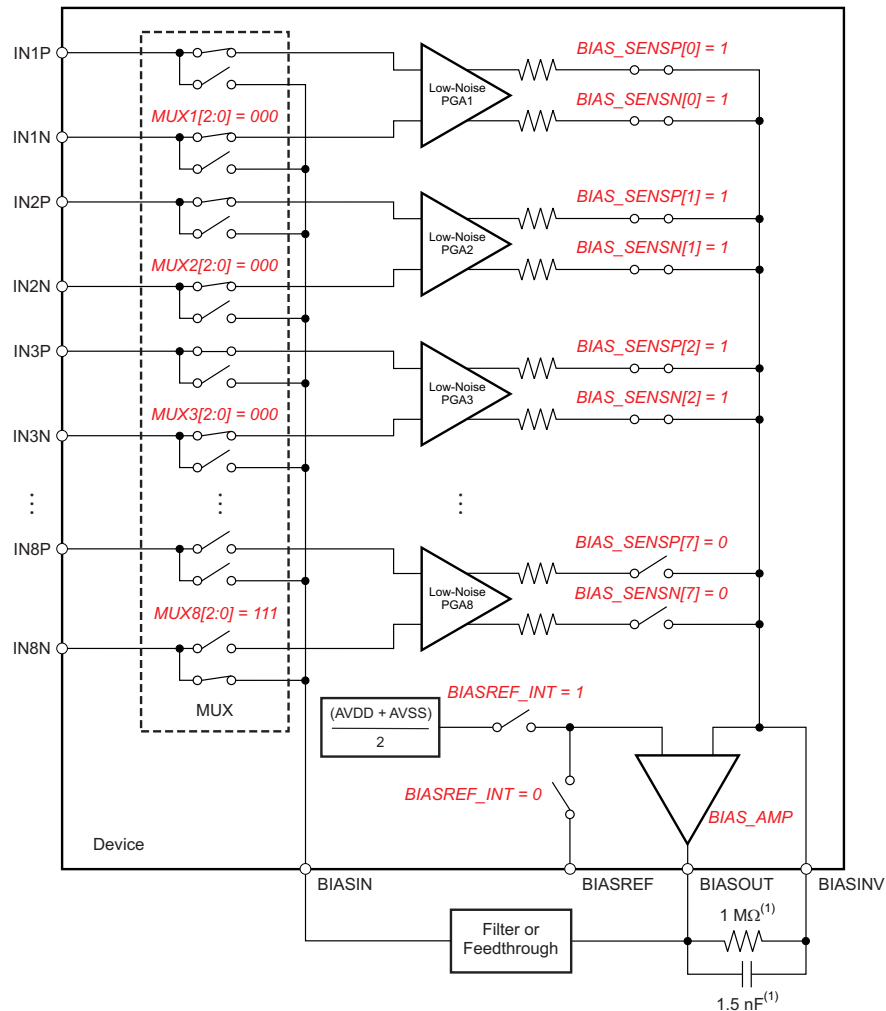 IN1P
BIAS_SENSP[0] = 1
Low-Noise
PGA1
MUX1[2:0] = 000
BIAS_SENSN[0] = 1
IN1N
IN2P
BIAS_SENSP[1] = 1
Low-Noise
PGA2
MUX2[2:0] = 000
BIAS_SENSN[1] = 1
IN2N
IN3P
BIAS_SENSP[2] = 1
Low-Noise
PGA3
MUX3[2:0] = 000
BIAS_SENSN[2] = 1
IN3N
IN8P
BIAS_SENSP[7] = 0
Low-Noise
PGA8
BIAS_SENSN[7] = 0
MUX8[2:0] = 111
IN8N
MUX
BIASREF_INT = 1
(AVDD + AVSS)
2
BIASREF_INT = 0
BIAS_AMP
Device
BIASIN
BIASREF
BIASOUT
BIASINV
Filter or
Feedthrough
1 MΩ(1)
1.5 nF(1)